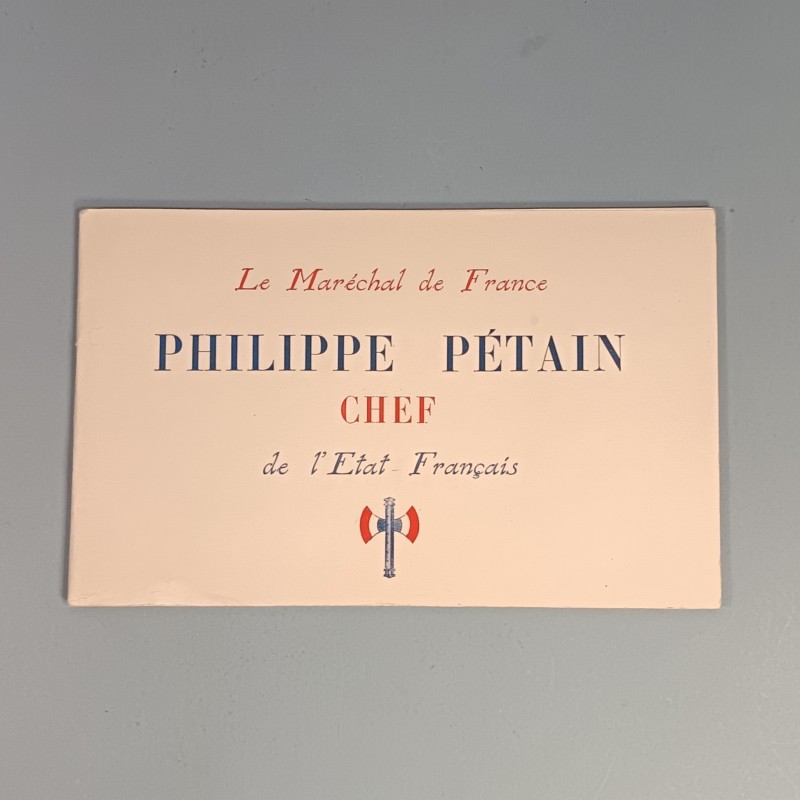 Le Maréchal de France
PHILIPPE PÉTAIN
CHEF
de l'Etat Français